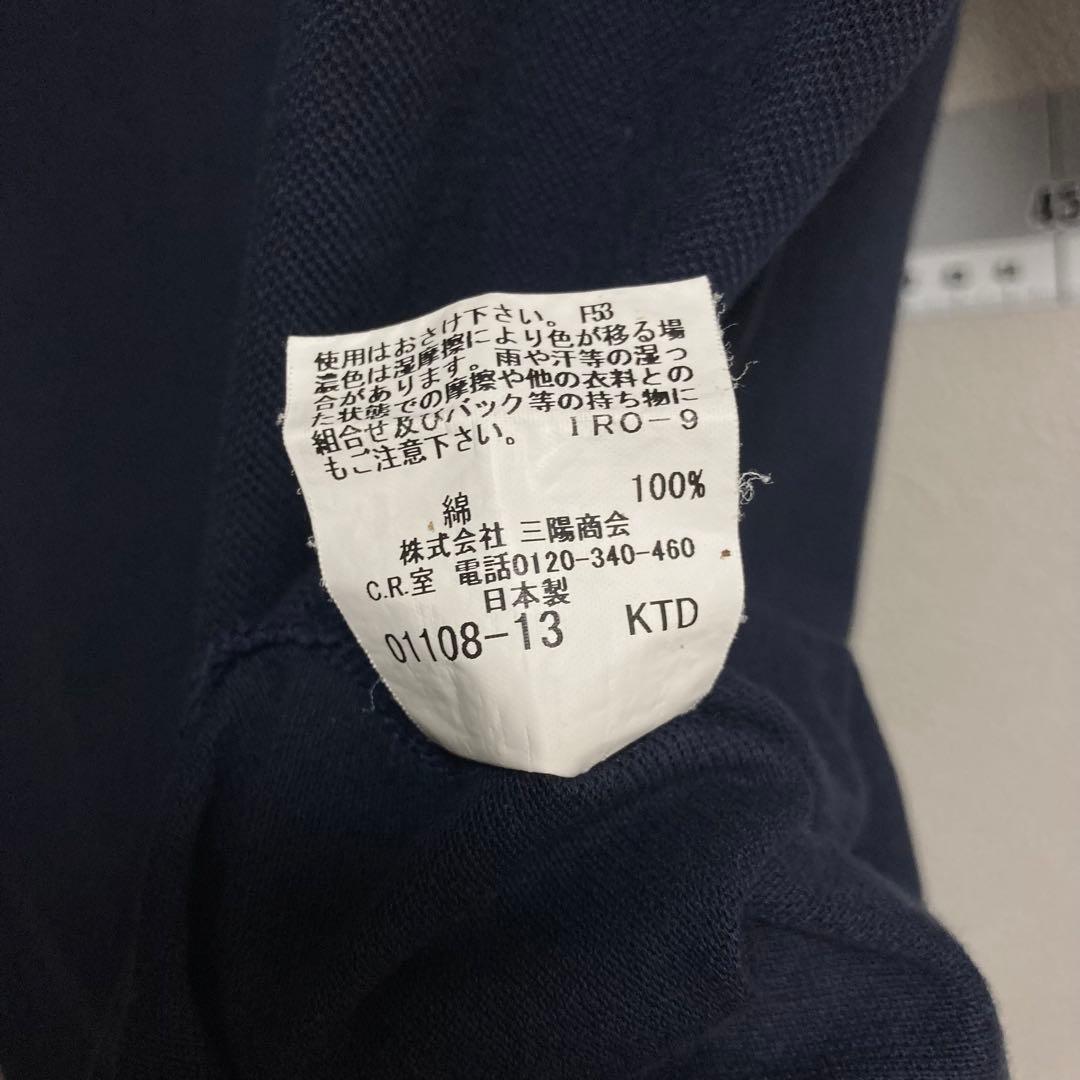 使用はおさけ下さい。 F53
濃色は湿摩擦により色が移る場
合があります。雨や汗等の湿っ
た状態での摩擦や他の衣料との
組合せ及びバック等の持ち物に
もご注意下さい。 IRO-9
綿 100%
株式会社 三陽商会
C.R.室 電話0120-340-460
日本製
01108-13 KTD
45